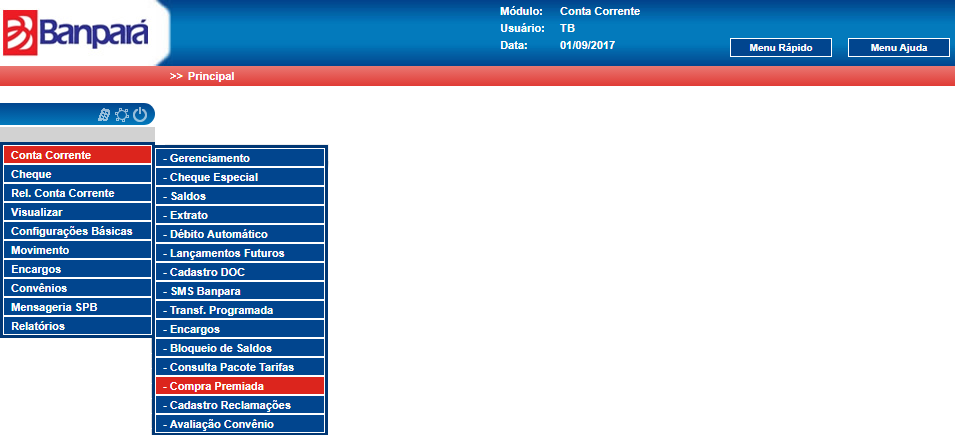 Banpará
Módulo: Conta Corrente
Usuário: TB
Data: 01/09/2017
Menu Rápido
Menu Ajuda
>> Principal
Conta Corrente
Cheque
Rel. Conta Corrente
Visualizar
Configurações Básicas
Movimento
Encargos
Convênios
Mensageria SPB
Relatórios
- Gerenciamento
- Cheque Especial
- Saldos
- Extrato
- Débito Automático
- Lançamentos Futuros
- Cadastro DOC
- SMS Banpara
- Transf. Programada
- Encargos
- Bloqueio de Saldos
- Consulta Pacote Tarifas
- Compra Premiada
- Cadastro Reclamações
- Avaliação Convênio